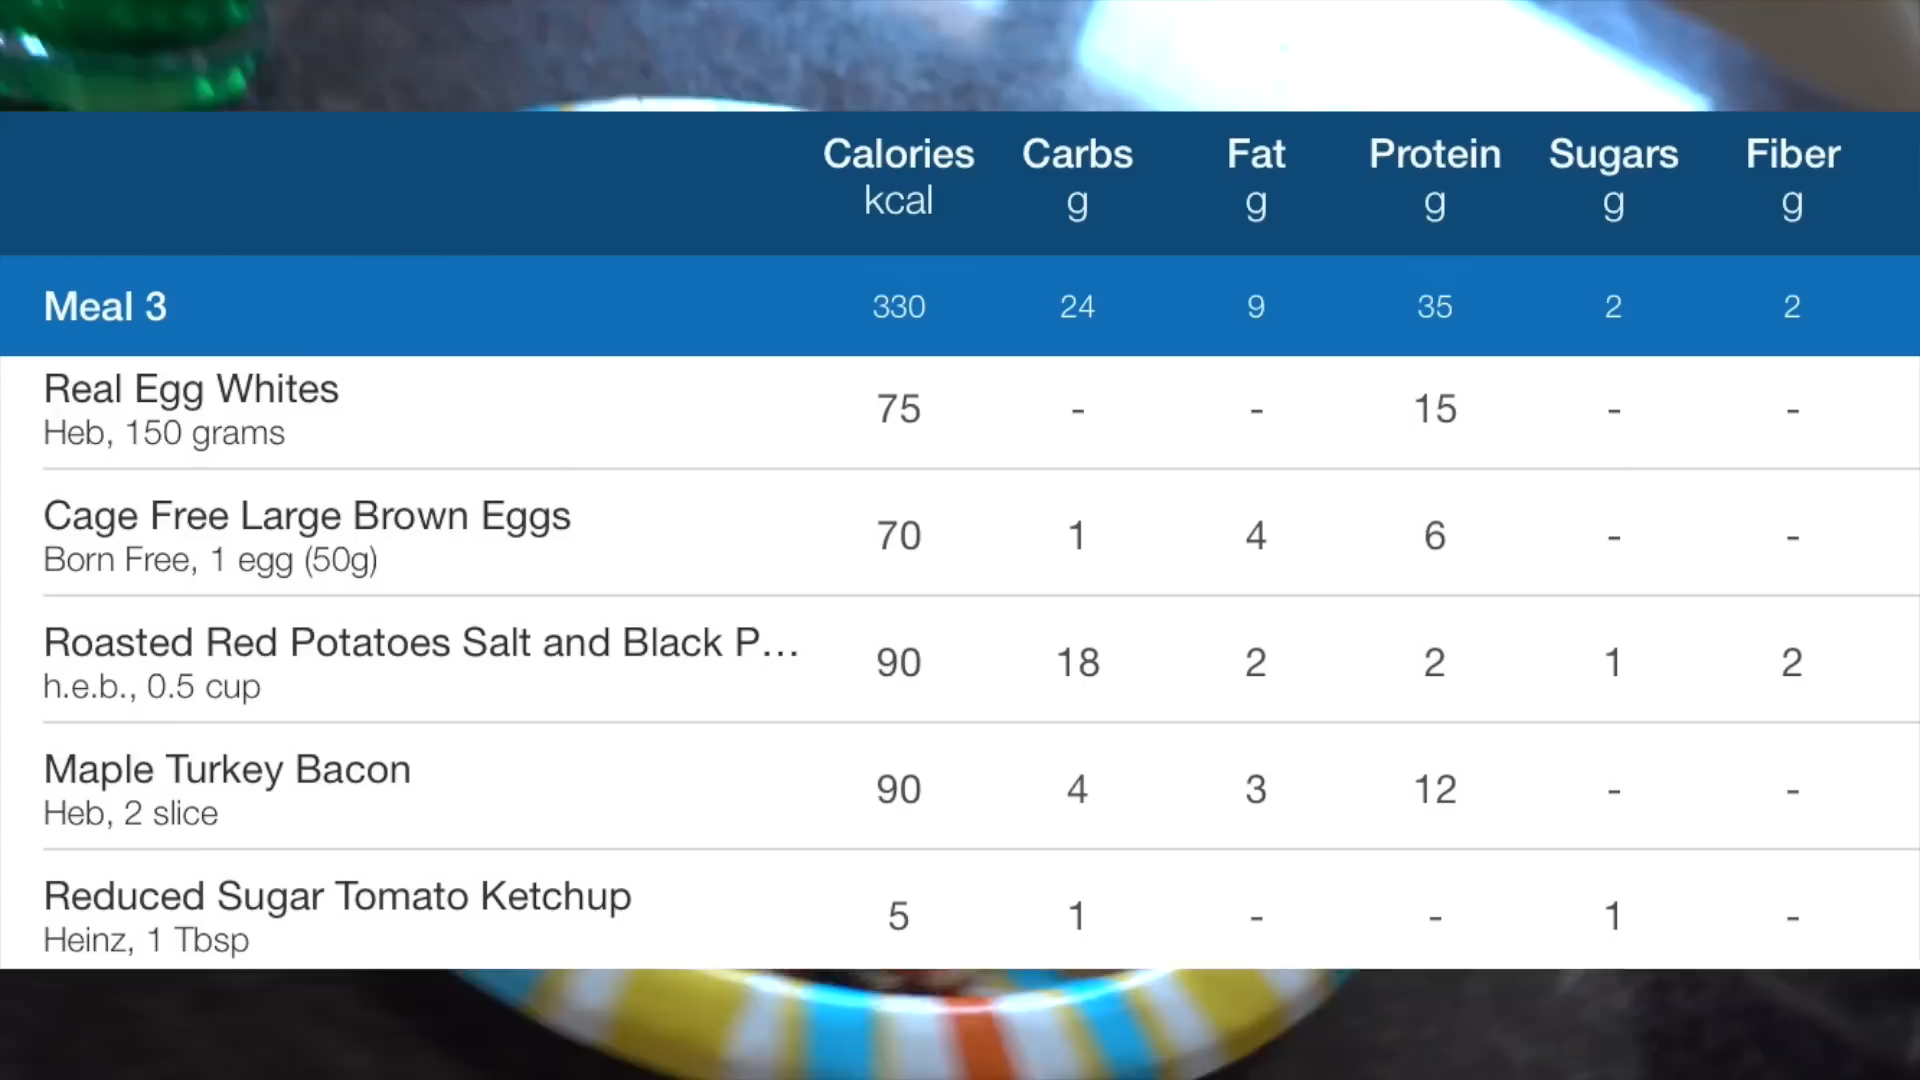 Calories Carbs Fat Protein Sugars Fiber
kcal g g g g g
Meal 3 330 24 9 35 2 2
Real Egg Whites 75 - - 15 - -
Heb, 150 grams
Cage Free Large Brown Eggs 70 1 4 6 - -
Born Free, 1 egg (50g)
Roasted Red Potatoes Salt and Black P... 90 18 2 2 1 2
h.e.b., 0.5 cup
Maple Turkey Bacon 90 4 3 12 - -
Heb, 2 slice
Reduced Sugar Tomato Ketchup 5 1 - - 1 -
Heinz, 1 Tbsp